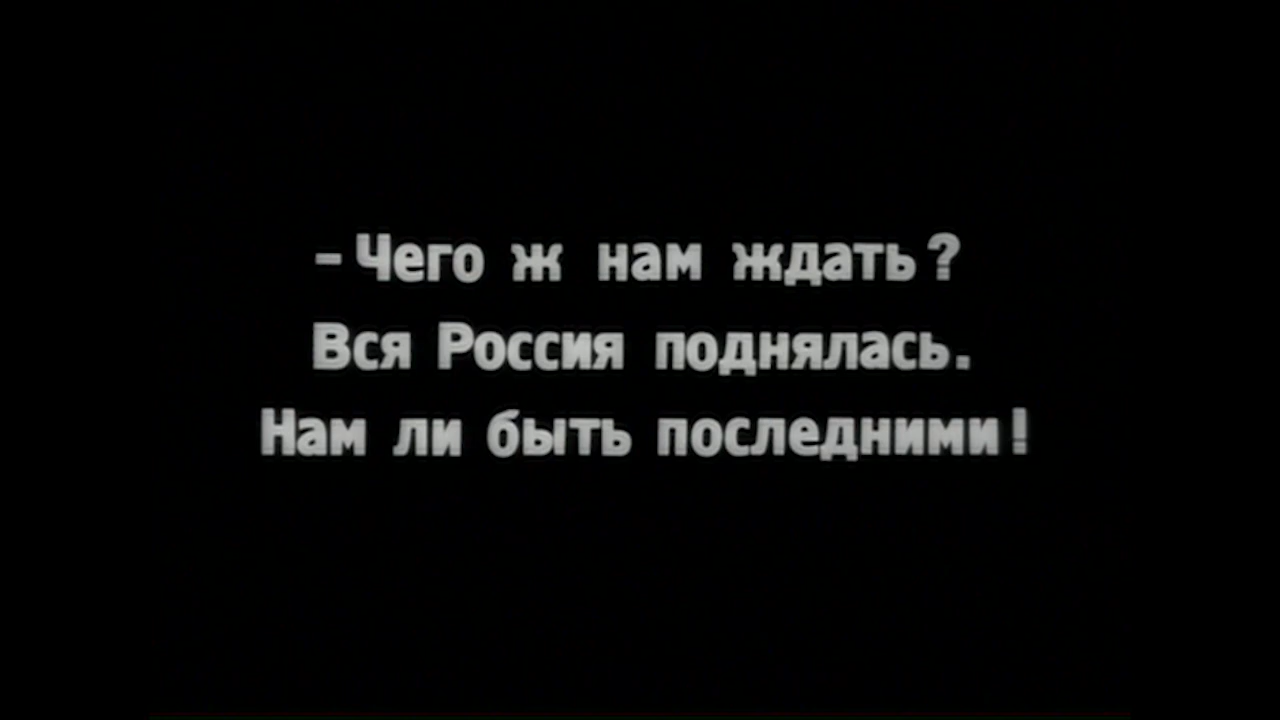 -Чего ж нам ждать?
Вся Россия поднялась.
Нам ли быть последними!